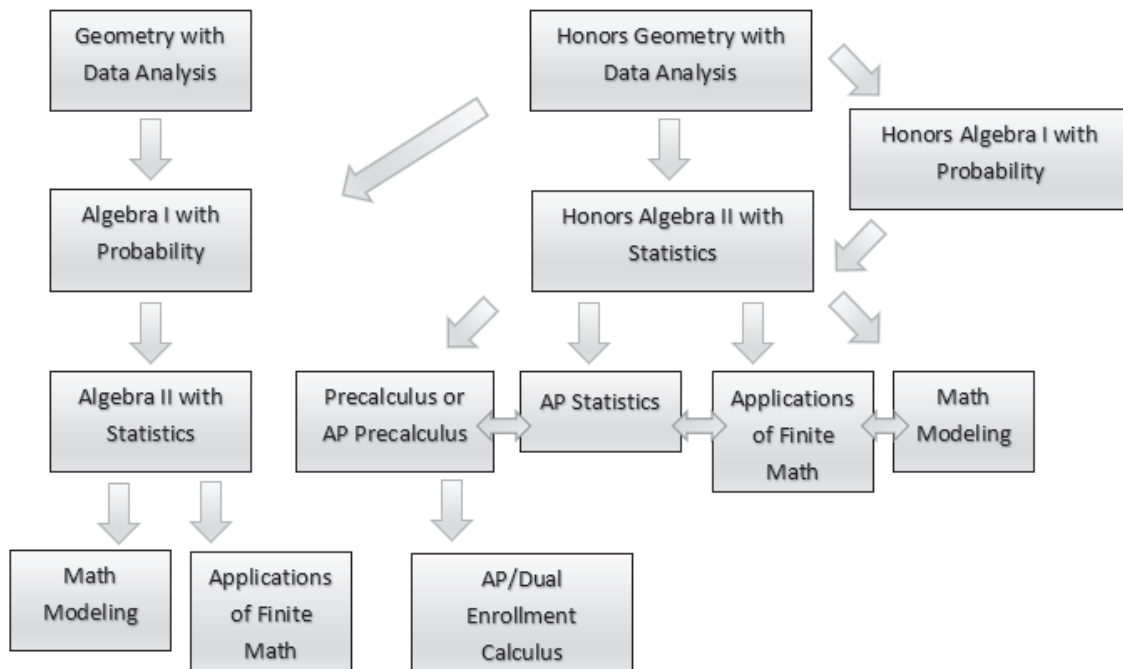 Geometry with
Data Analysis
Honors Geometry with
Data Analysis
Honors Algebra I with
Probability
Algebra I with
Probability
Honors Algebra II with
Statistics
Algebra II with
Statistics
Precalculus or
AP Precalculus
AP Statistics
Applications
of Finite
Math
Math
Modeling
Math
Modeling
Applications
of Finite
Math
AP/Dual
Enrollment
Calculus